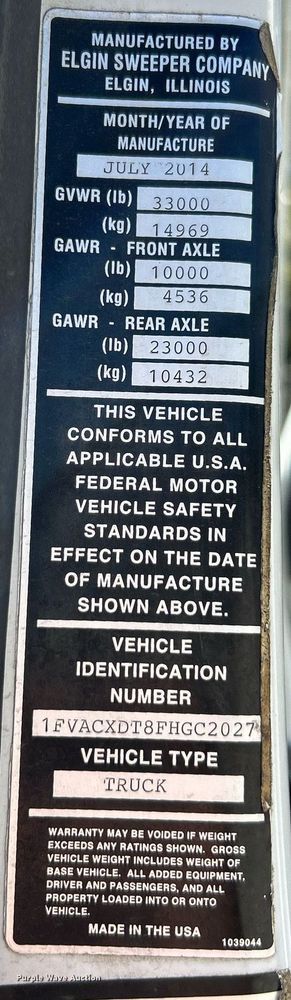 MANUFACTURED BY
ELGIN SWEEPER COMPANY
ELGIN, ILLINOIS
MONTH/YEAR OF
MANUFACTURE
JULY 2014
GVWR (lb) 33000
(kg) 14969
GAWR - FRONT AXLE
(lb) 10000
(kg) 4536
GAWR - REAR AXLE
(lb) 23000
(kg) 10432
THIS VEHICLE
CONFORMS TO ALL
APPLICABLE U.S.A.
FEDERAL MOTOR
VEHICLE SAFETY
STANDARDS IN
EFFECT ON THE DATE
OF MANUFACTURE
SHOWN ABOVE.
VEHICLE
IDENTIFICATION
NUMBER
1FVACXDT8FHGC2027
VEHICLE TYPE
TRUCK
WARRANTY MAY BE VOIDED IF WEIGHT
EXCEEDS ANY RATINGS SHOWN. GROSS
VEHICLE WEIGHT INCLUDES WEIGHT OF
BASE VEHICLE. ALL ADDED EQUIPMENT,
DRIVER AND PASSENGERS, AND ALL
PROPERTY LOADED INTO OR ONTO
VEHICLE.
MADE IN THE USA
1039044
Purple Wave Auction